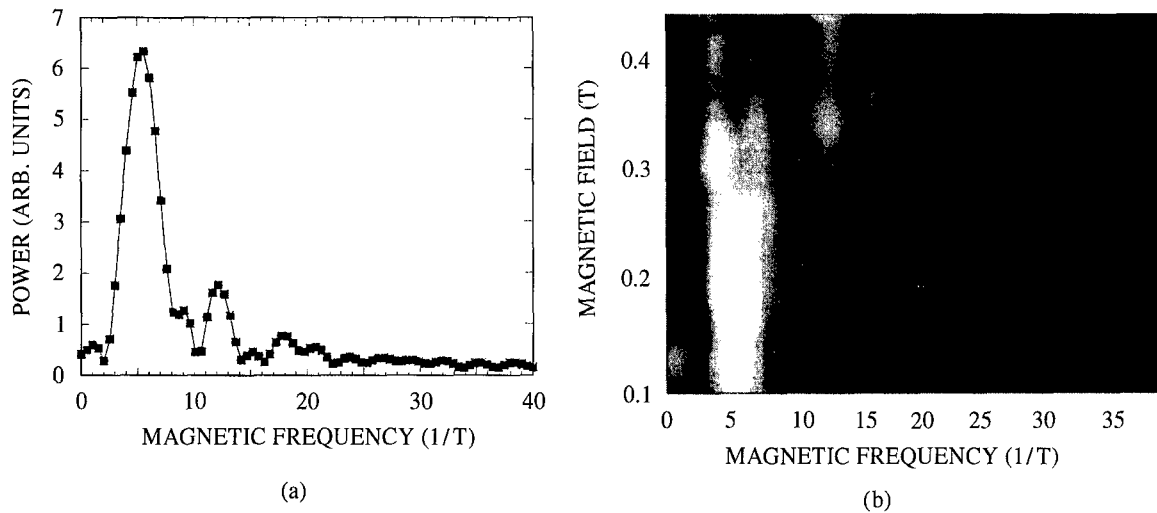 7
6
5
4
3
2
1
0
POWER (ARB. UNITS)
0 10 20 30 40
MAGNETIC FREQUENCY (1/T)
(a)
0.4
0.3
0.2
0.1
MAGNETIC FIELD (T)
0 5 10 15 20 25 30 35
MAGNETIC FREQUENCY (1/T)
(b)